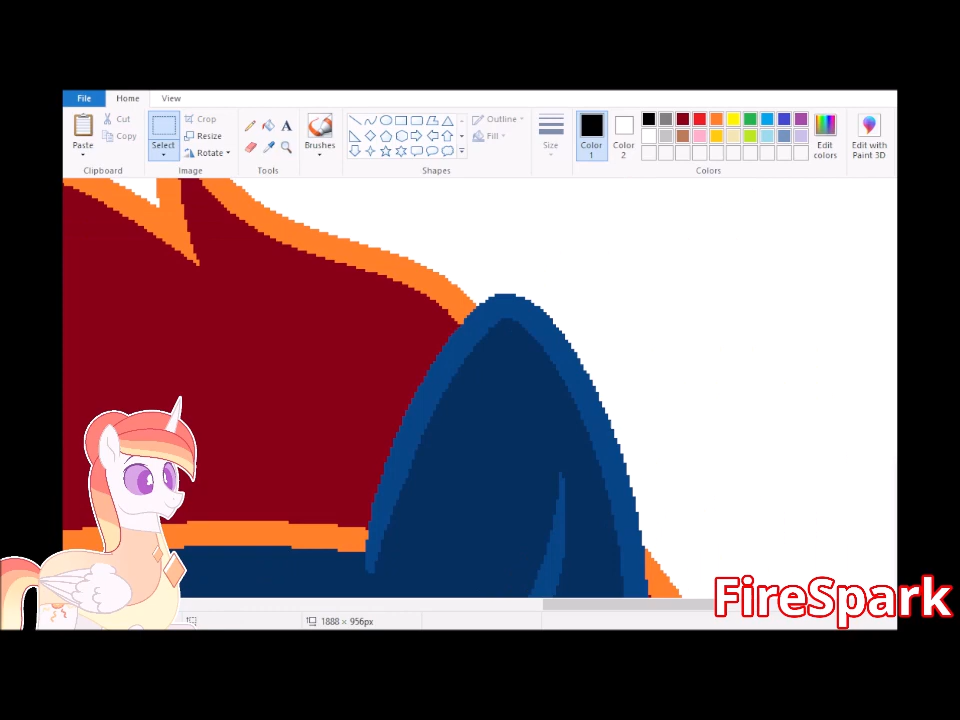 File Home View
Paste Cut Copy Select Crop Resize Rotate Brushes Outline Fill Size Color 1 Color 2 Edit colors Edit with Paint 3D
Clipboard Image Tools Shapes Colors
FireSpark
1888 × 956px